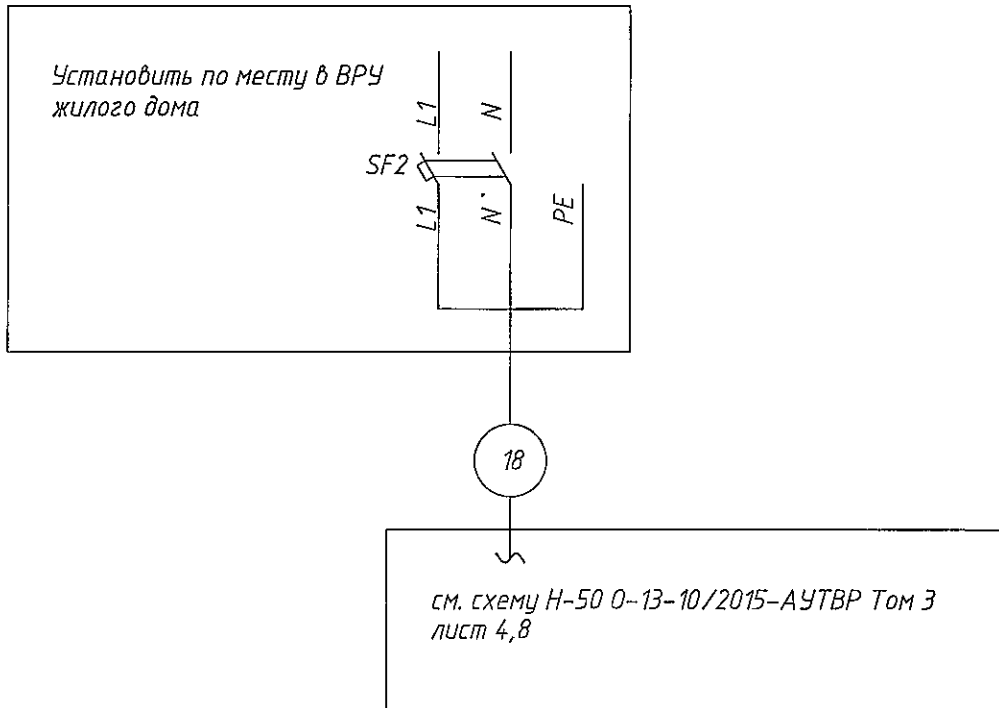 Установить по месту в ВРУ
жилого дома
L1
N
SF2
L1
N
PE
18
см. схему Н-50 0-13-10/2015-АУТВР Том 3
лист 4,8